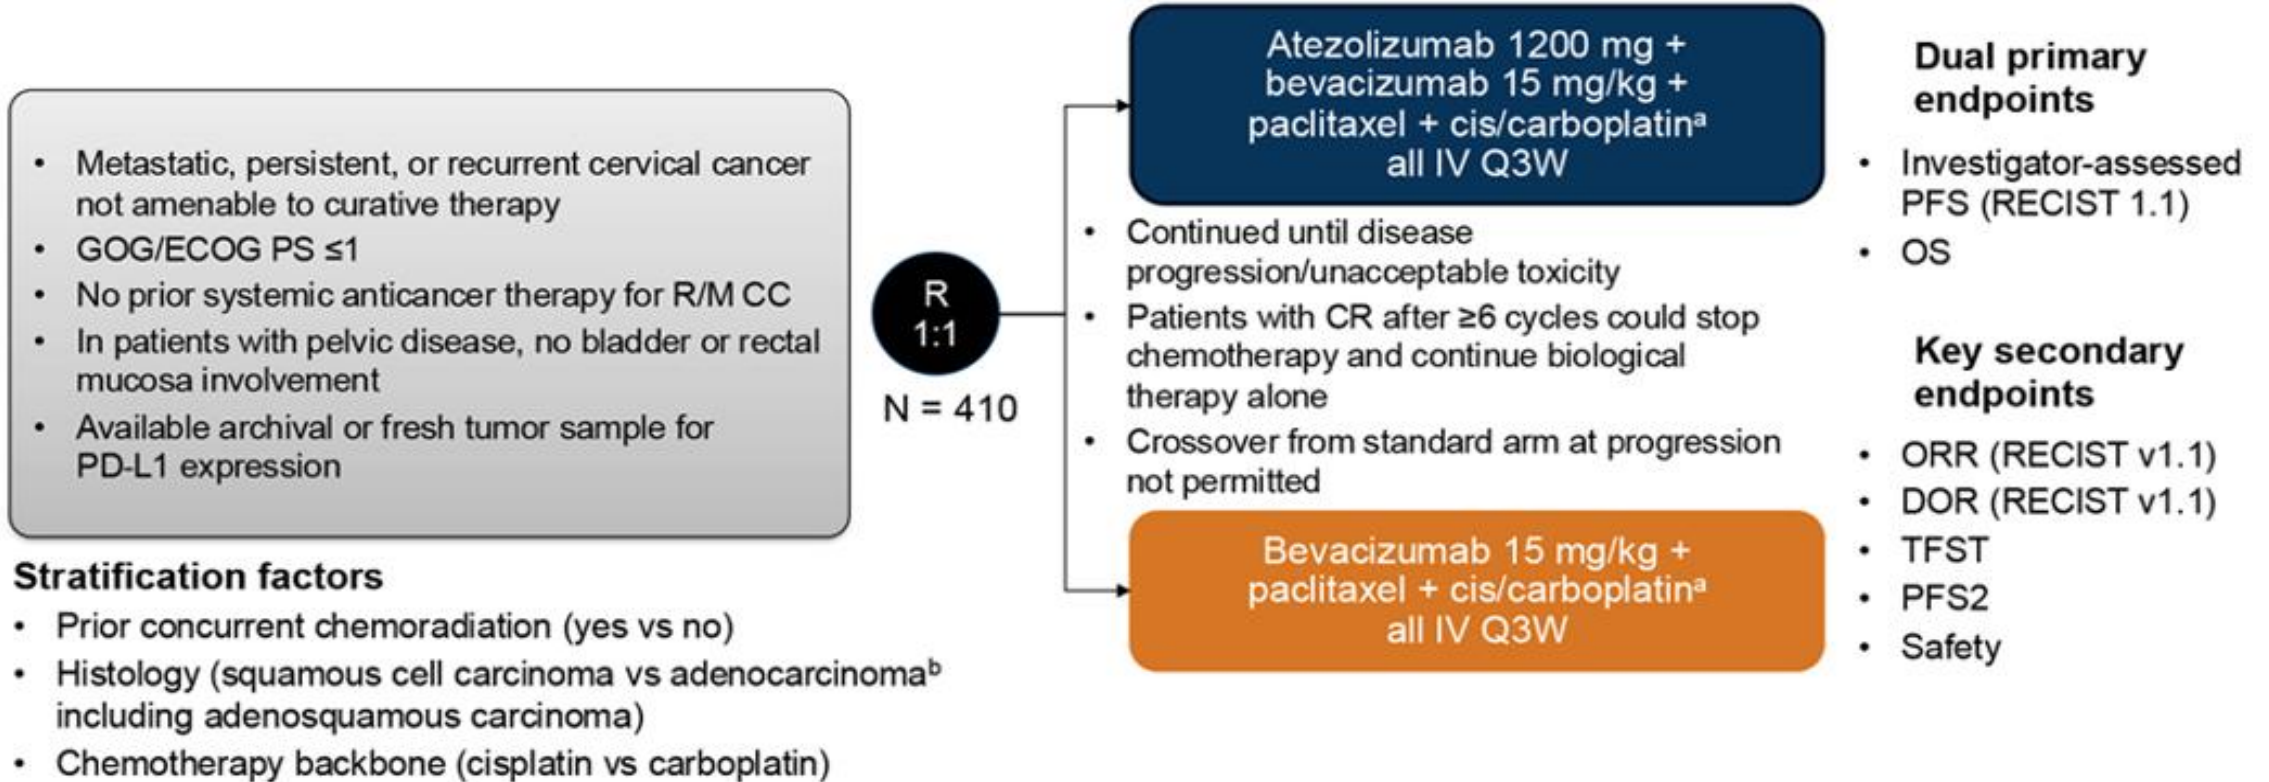 • Metastatic, persistent, or recurrent cervical cancer
not amenable to curative therapy
• GOG/ECOG PS ≤1
• No prior systemic anticancer therapy for R/M CC
• In patients with pelvic disease, no bladder or rectal
mucosa involvement
• Available archival or fresh tumor sample for
PD-L1 expression
Stratification factors
• Prior concurrent chemoradiation (yes vs no)
• Histology (squamous cell carcinoma vs adenocarcinomaᵇ
including adenosquamous carcinoma)
• Chemotherapy backbone (cisplatin vs carboplatin)
R
1:1
N = 410
Atezolizumab 1200 mg +
bevacizumab 15 mg/kg +
paclitaxel + cis/carboplatinᵃ
all IV Q3W
• Continued until disease
progression/unacceptable toxicity
• Patients with CR after ≥6 cycles could stop
chemotherapy and continue biological
therapy alone
• Crossover from standard arm at progression
not permitted
Bevacizumab 15 mg/kg +
paclitaxel + cis/carboplatinᵃ
all IV Q3W
Dual primary
endpoints
• Investigator-assessed
PFS (RECIST 1.1)
• OS
Key secondary
endpoints
• ORR (RECIST v1.1)
• DOR (RECIST v1.1)
• TFST
• PFS2
• Safety